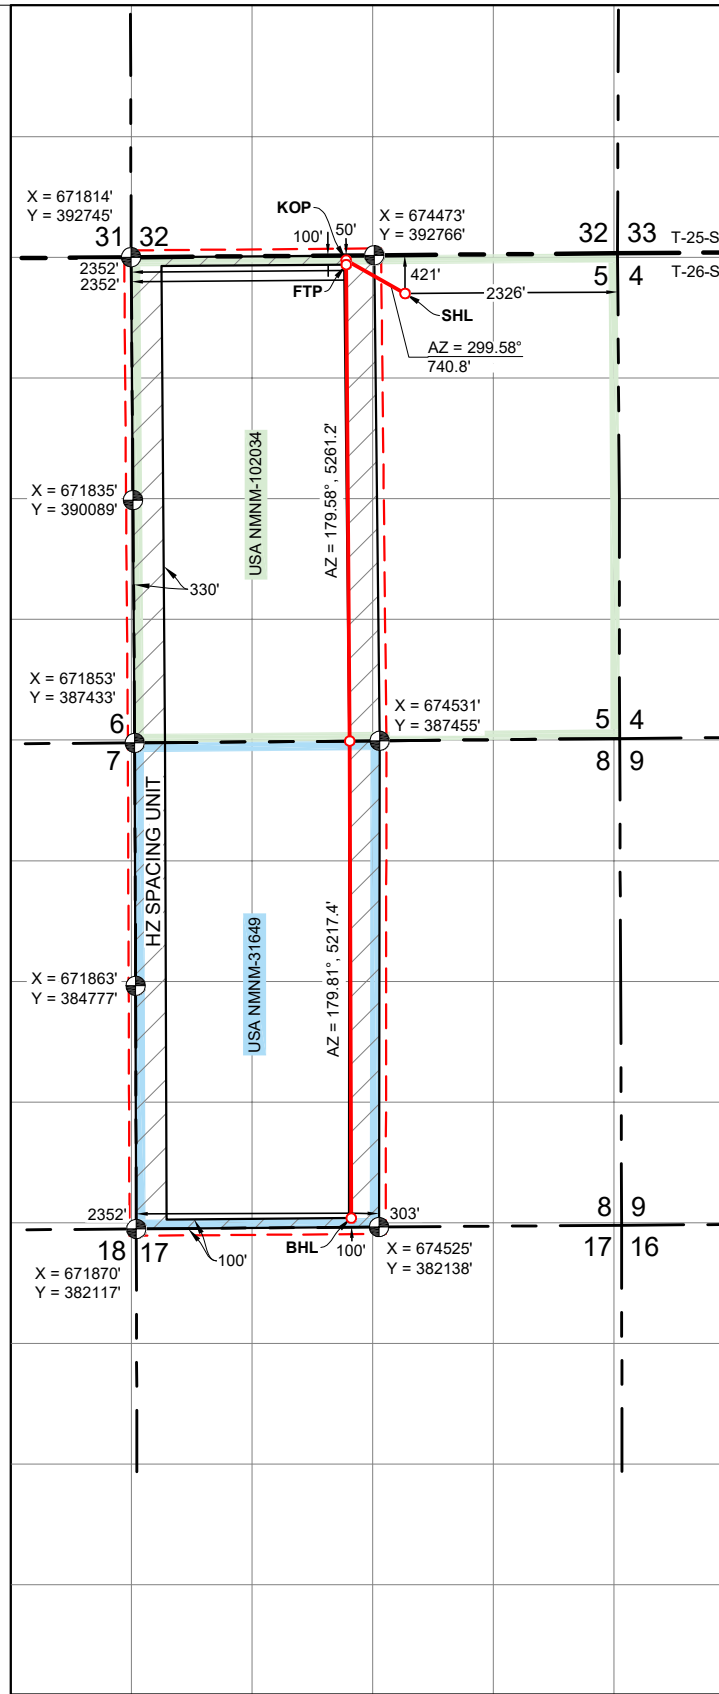 X = 671814'
Y = 392745'
KOP
50'
100'
X = 674473'
Y = 392766'
31 32
32 33
T-25-S
T-26-S
2352'
2352'
FTP
421'
5 4
2326'
SHL
AZ = 299.58°
740.8'
USA NMNM-102034
AZ = 179.58°, 5261.2'
X = 671835'
Y = 390089'
330'
X = 671853'
Y = 387433'
X = 674531'
Y = 387455'
6
7
5 4
8 9
HZ SPACING UNIT
USA NMNM-31649
AZ = 179.81°, 5217.4'
X = 671863'
Y = 384777'
2352'
303'
8 9
18 17
100'
BHL
100'
17 16
X = 671870'
Y = 382117'
X = 674525'
Y = 382138'